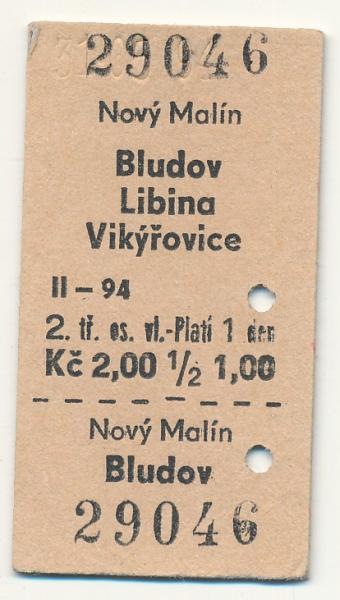 29046
Nový Malín
Bludov
Libina
Vikýřovice
II – 94
2. tř. os. vl.-Platí 1 den
Kč 2,00 1/2 1,00
Nový Malín
Bludov
29046